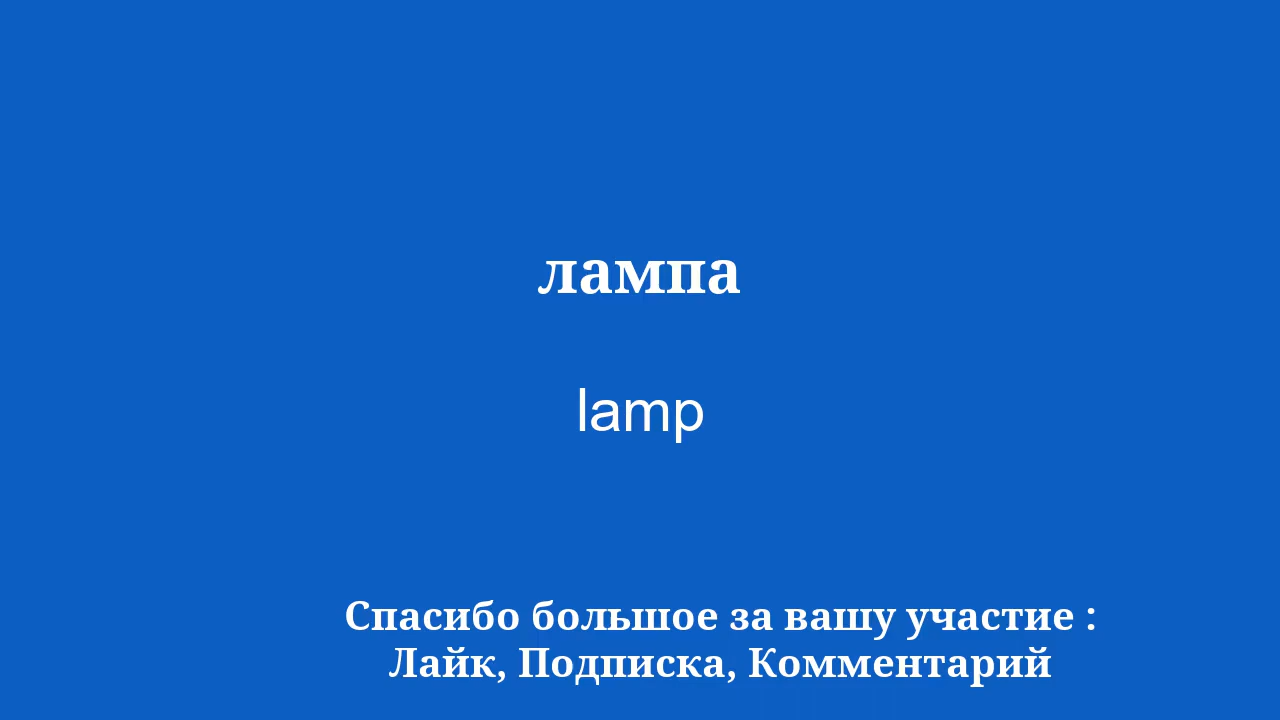 лампа
lamp
Спасибо большое за вашу участие :
Лайк, Подписка, Комментарий